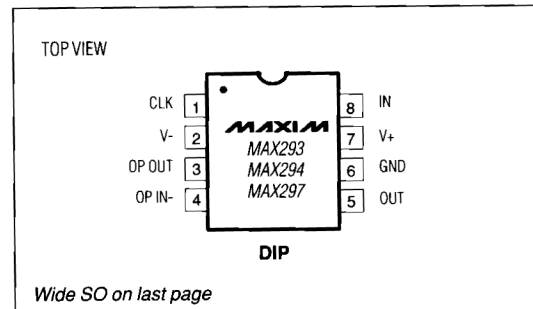 TOP VIEW
CLK 1 8 IN
V- 2 MAXIM 7 V+
MAX293
OP OUT 3 MAX294 6 GND
OP IN- 4 MAX297 5 OUT
DIP
Wide SO on last page